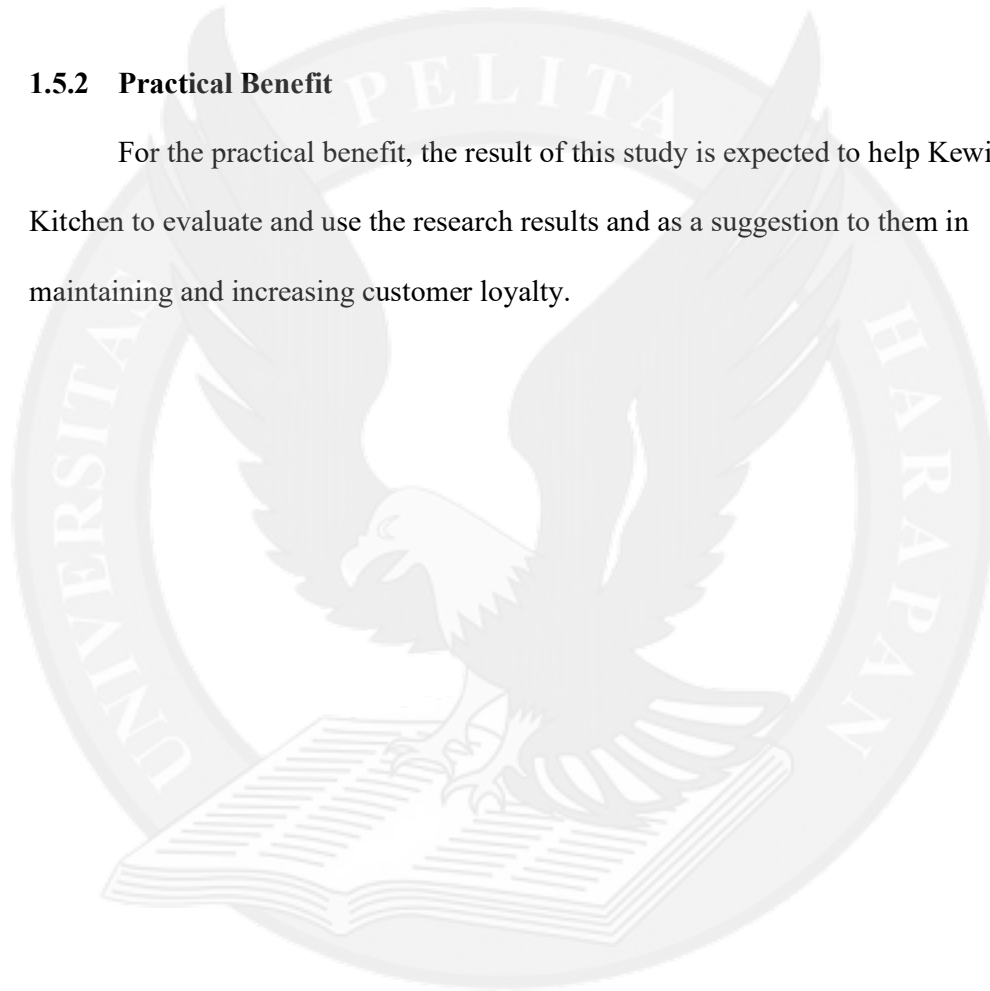 1.5.2 Practical Benefit
For the practical benefit, the result of this study is expected to help Kewi
Kitchen to evaluate and use the research results and as a suggestion to them in
maintaining and increasing customer loyalty.
UNIVERSITAS PELITA HARAPAN